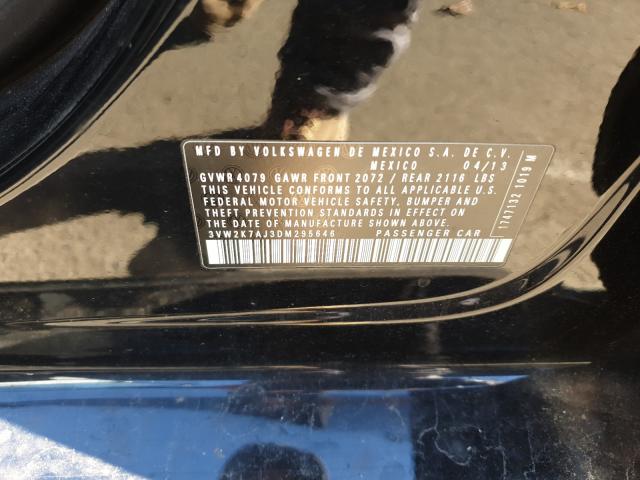 MFD BY VOLKSWAGEN DE MEXICO S.A. DE C.V.
MEXICO 04/13
GVWR 4079 GAWR FRONT 2072 / REAR 2116 LBS
THIS VEHICLE CONFORMS TO ALL APPLICABLE U.S.
FEDERAL MOTOR VEHICLE SAFETY, BUMPER AND
THEFT PREVENTION STANDARDS IN EFFECT ON
THE DATE OF MANUFACTURE SHOWN ABOVE.
3VW2K7AJ3DM295646 PASSENGER CAR
1747132 1019 M